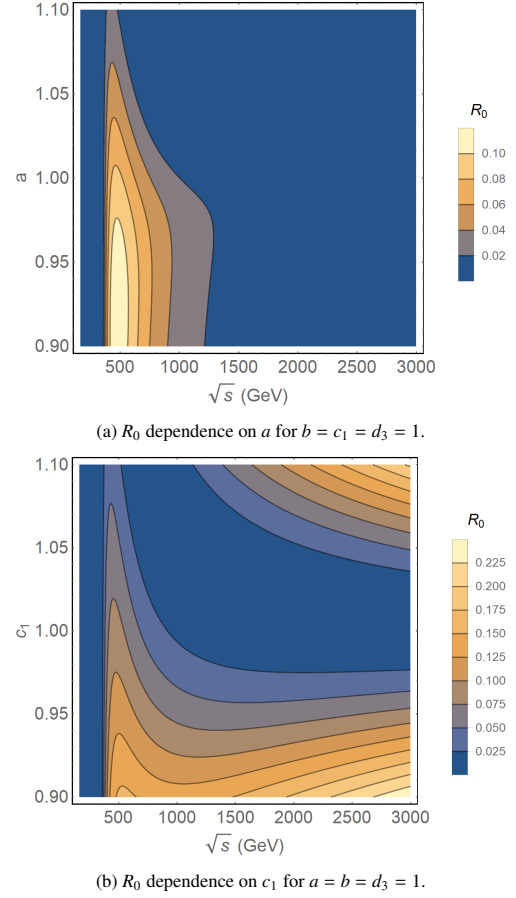 1.10
1.05
1.00
0.95
0.90
a
500 1000 1500 2000 2500 3000
√s (GeV)
R₀
0.10
0.08
0.06
0.04
0.02
(a) R₀ dependence on a for b = c₁ = d₃ = 1.
1.10
1.05
1.00
0.95
0.90
c₁
500 1000 1500 2000 2500 3000
√s (GeV)
R₀
0.225
0.200
0.175
0.150
0.125
0.100
0.075
0.050
0.025
(b) R₀ dependence on c₁ for a = b = d₃ = 1.